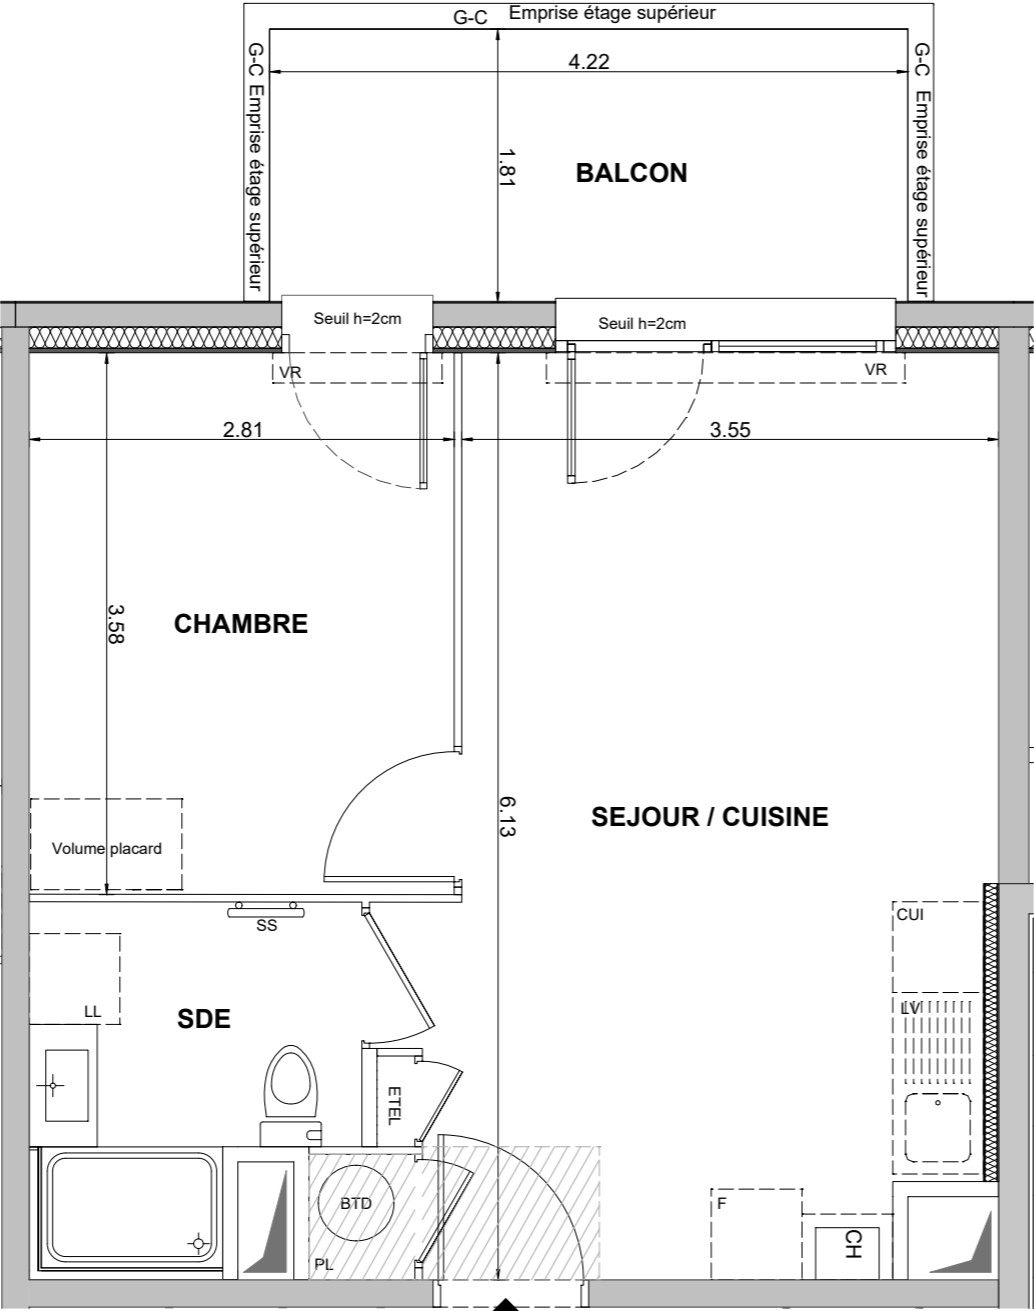 G-C Emprise étage supérieur
G-C Emprise étage supérieur
4.22
G-C Emprise étage supérieur
1.81
BALCON
Seuil h=2cm
Seuil h=2cm
VR
VR
2.81
3.55
3.58
CHAMBRE
6.13
SEJOUR / CUISINE
Volume placard
SS
CUI
LL
SDE
LV
ETEL
BTD
PL
F
CH